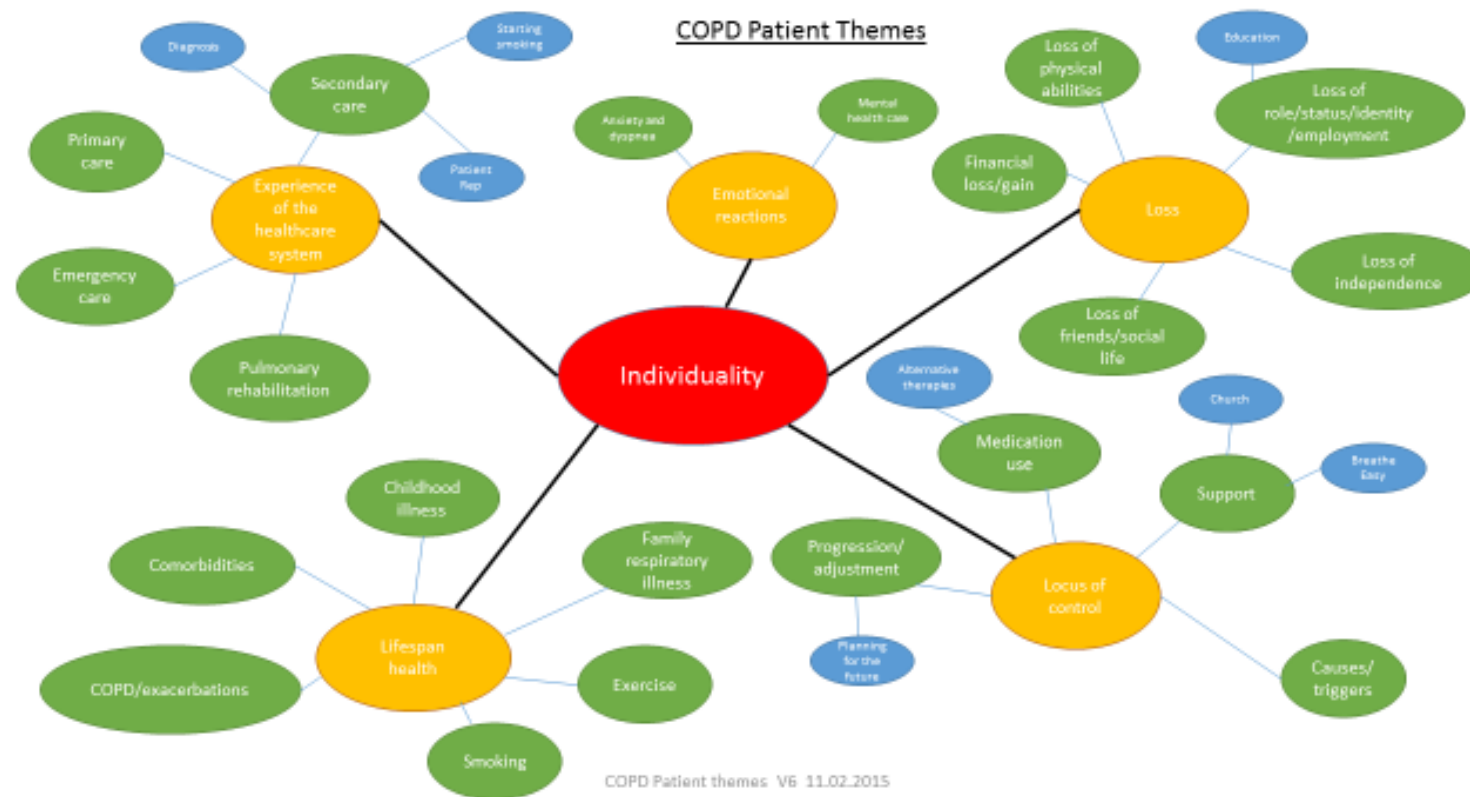 COPD Patient Themes
Diagnosis
Starting
smoking
Secondary
care
Primary
care
Patient
Rep
Experience
of the
healthcare
system
Emergency
care
Pulmonary
rehabilitation
Anxiety and
dyspnea
Mental
health care
Emotional
reactions
Loss of
physical
abilities
Education
Loss of
role/status/identity
/employment
Financial
loss/gain
Loss
Loss of
independence
Loss of
friends/social
life
Individuality
Alternative
therapies
Church
Medication
use
Breathe
Easy
Support
Progression/
adjustment
Locus of
control
Planning
for the
future
Causes/
triggers
Childhood
illness
Comorbidities
Family
respiratory
illness
Lifespan
health
COPD/exacerbations
Exercise
Smoking
COPD Patient themes V6 11.02.2015